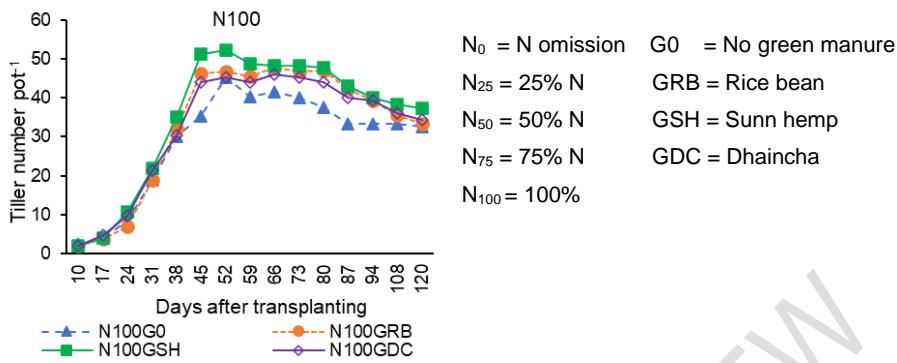 N100
60
50
40
30
20
10
0
Tiller number pot⁻¹
10 17 24 31 38 45 52 59 66 73 80 87 94 108 120
Days after transplanting
N100G0 N100GRB
N100GSH N100GDC
N₀ = N omission G0 = No green manure
N₂₅ = 25% N GRB = Rice bean
N₅₀ = 50% N GSH = Sunn hemp
N₇₅ = 75% N GDC = Dhaincha
N₁₀₀ = 100%